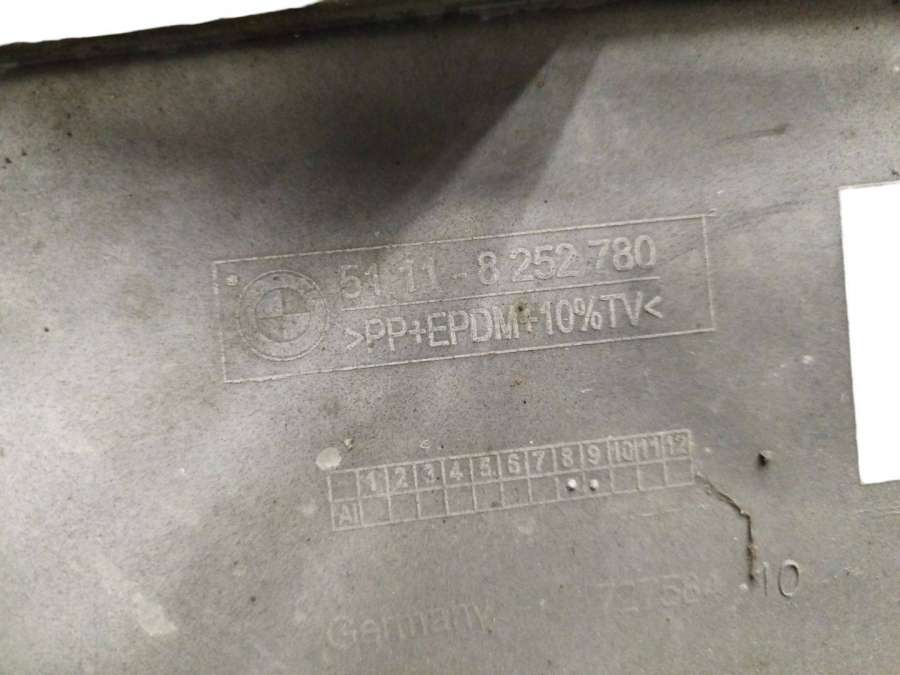 51.11 - 8 252 780
>PP+EPDM+10%TV<
1 2 3 4 5 6 7 8 9 10 11 12
A
Germany 10